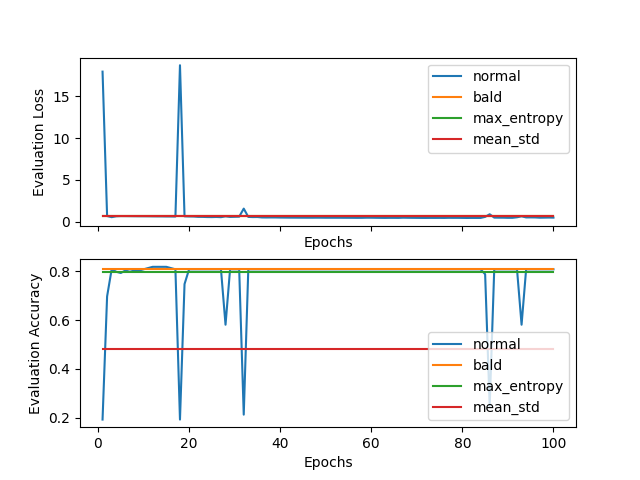 Evaluation Loss
15
10
5
0
normal
bald
max_entropy
mean_std
Epochs
Evaluation Accuracy
0.8
0.6
0.4
0.2
normal
bald
max_entropy
mean_std
0 20 40 60 80 100
Epochs